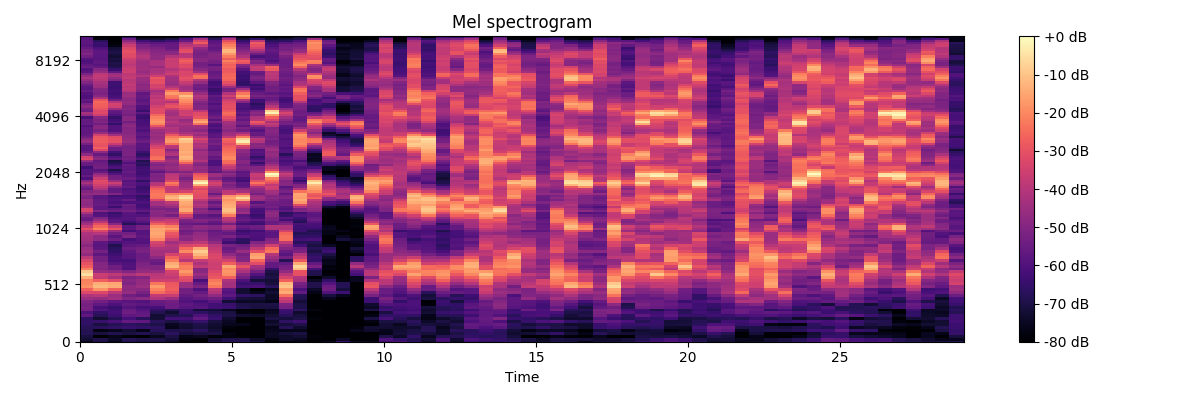 Mel spectrogram
8192
4096
2048
1024
512
0
Hz
0 5 10 15 20 25
Time
+0 dB
-10 dB
-20 dB
-30 dB
-40 dB
-50 dB
-60 dB
-70 dB
-80 dB